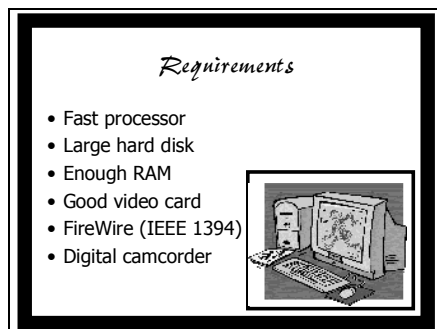 Requirements
• Fast processor
• Large hard disk
• Enough RAM
• Good video card
• FireWire (IEEE 1394)
• Digital camcorder